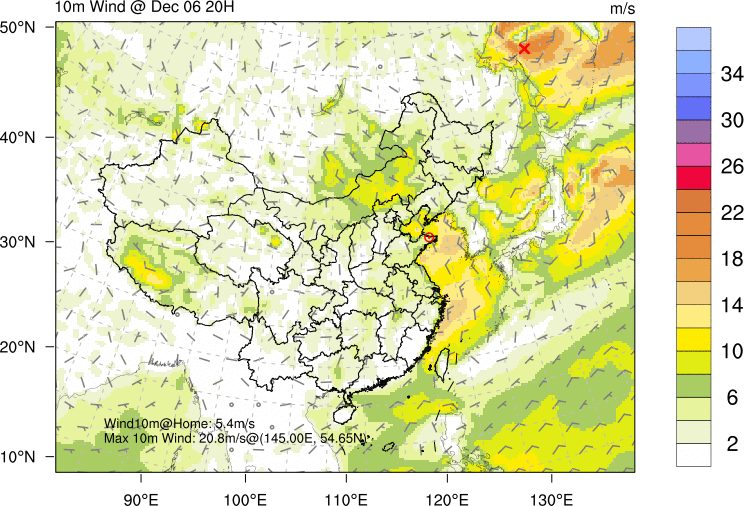 10m Wind @ Dec 06 20H
m/s
50°N
40°N
30°N
20°N
10°N
34
30
26
22
18
14
10
6
2
Wind10m@Home: 5.4m/s
Max 10m Wind: 20.8m/s@(145.00E, 54.65N)
90°E
100°E
110°E
120°E
130°E